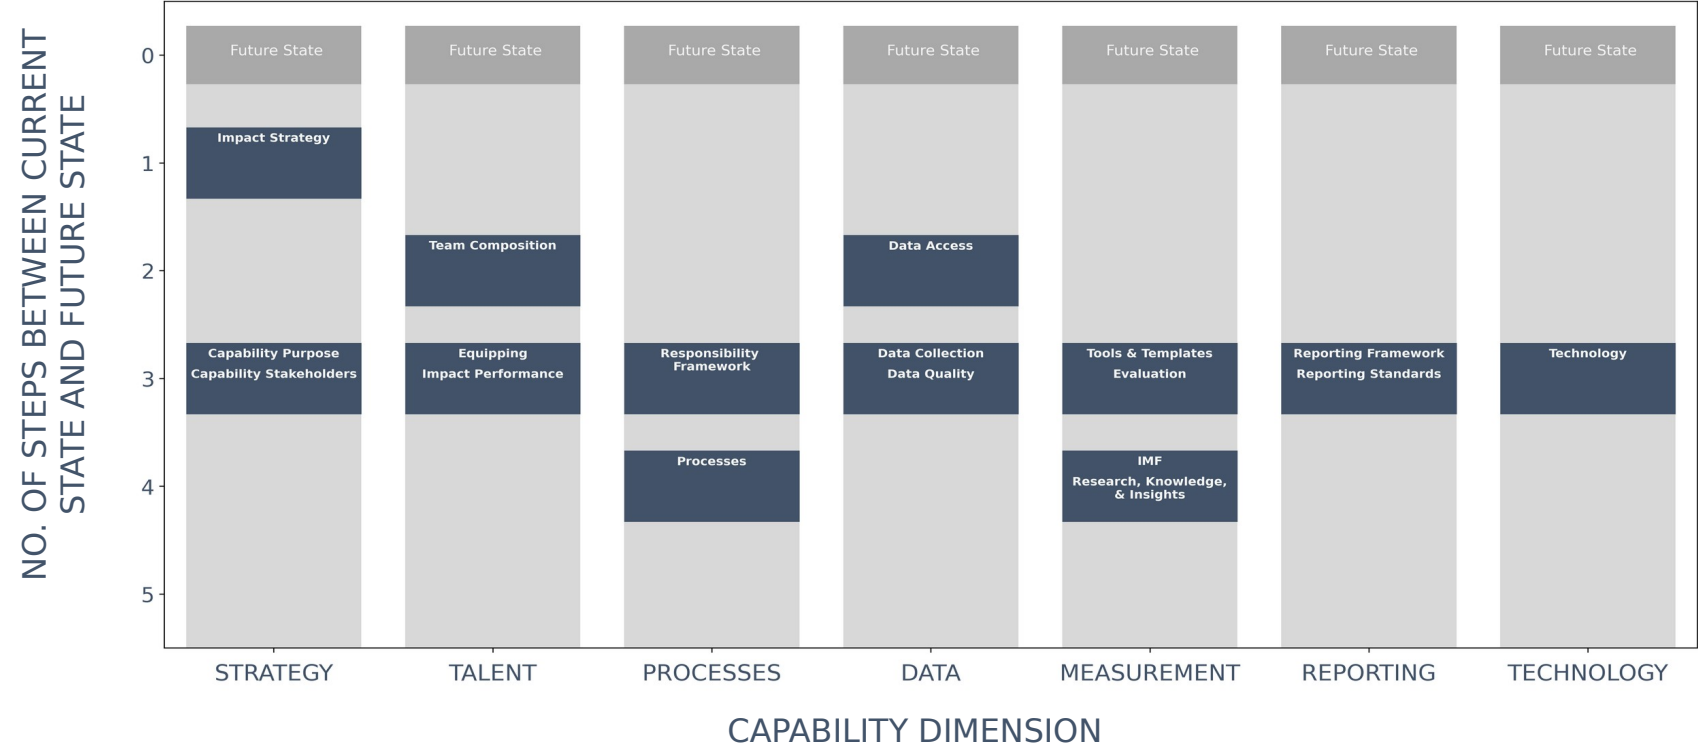 NO. OF STEPS BETWEEN CURRENT
STATE AND FUTURE STATE
0
1
2
3
4
5
Future State
Future State
Future State
Future State
Future State
Future State
Future State
Impact Strategy
Team Composition
Data Access
Capability Purpose
Capability Stakeholders
Equipping
Impact Performance
Responsibility
Framework
Data Collection
Data Quality
Tools & Templates
Evaluation
Reporting Framework
Reporting Standards
Technology
Processes
IMF
Research, Knowledge,
& Insights
STRATEGY
TALENT
PROCESSES
DATA
MEASUREMENT
REPORTING
TECHNOLOGY
CAPABILITY DIMENSION